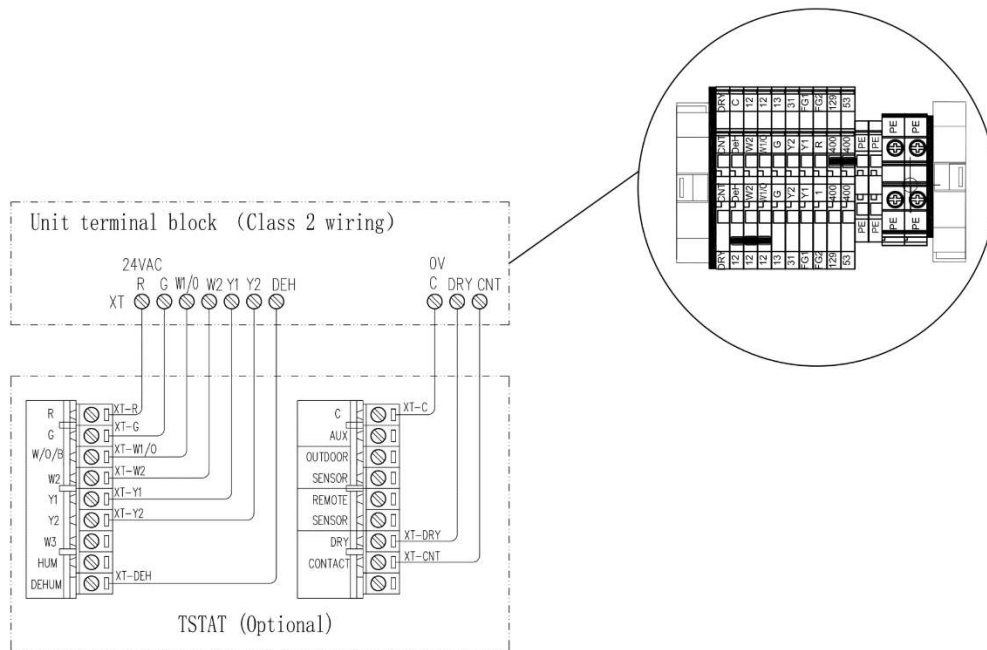 Unit terminal block (Class 2 wiring)
24VAC
0V
R G W1/O W2 Y1 Y2 DEH
C DRY CNT
XT
R XT-R
G XT-G
W/O/B XT-W1/O
W2 XT-W2
Y1 XT-Y1
Y2 XT-Y2
W3
HUM
DEHUM XT-DEH
C XT-C
AUX
OUTDOOR
SENSOR
REMOTE
SENSOR
DRY XT-DRY
CONTACT XT-CNT
TSTAT (Optional)
DRY C 12 12 13 31 FG1 FG2 129 53
CNT DeH W2 W1/O G Y2 Y1 R 400 400 PE PE PE PE
CNT DeH W2 W1/O G Y2 Y1 1 400 400 PE PE PE PE
DRY 12 12 12 13 31 FG1 FG2 129 53